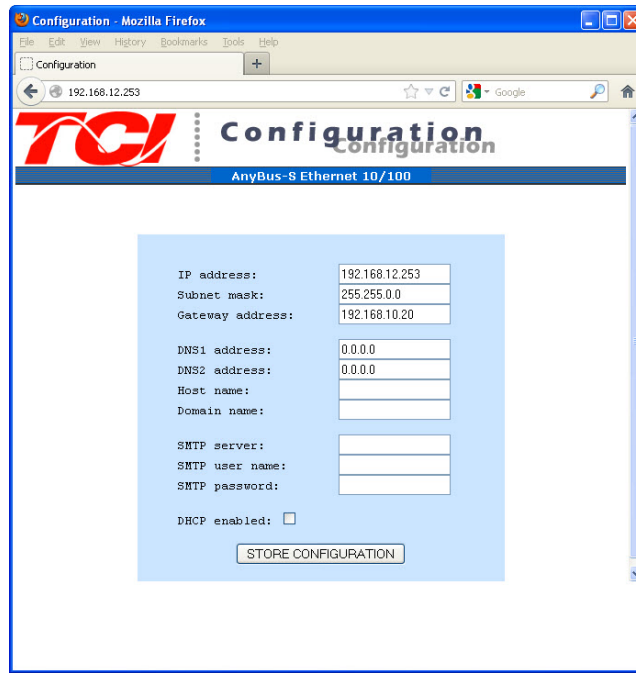 Configuration - Mozilla Firefox
File Edit View History Bookmarks Tools Help
Configuration +
192.168.12.253 Google
TCI Configuration
Configuration
AnyBus-S Ethernet 10/100
IP address: 192.168.12.253
Subnet mask: 255.255.0.0
Gateway address: 192.168.10.20
DNS1 address: 0.0.0.0
DNS2 address: 0.0.0.0
Host name:
Domain name:
SMTP server:
SMTP user name:
SMTP password:
DHCP enabled:
STORE CONFIGURATION